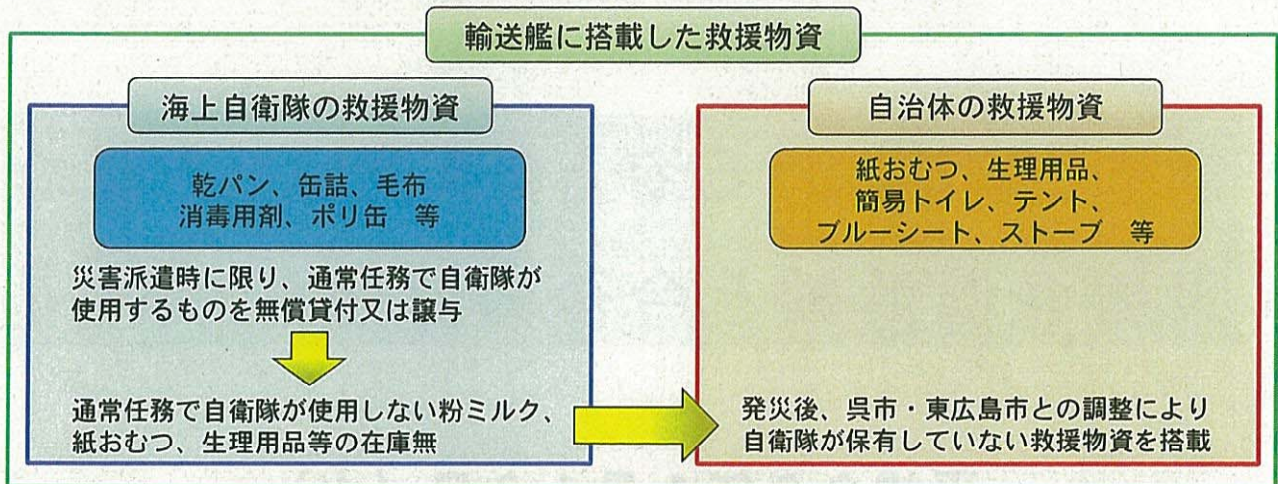 輸送艦に搭載した救援物資
海上自衛隊の救援物資
乾パン、缶詰、毛布
消毒用剤、ポリ缶　等
災害派遣時に限り、通常任務で自衛隊が
使用するものを無償貸付又は譲与
通常任務で自衛隊が使用しない粉ミルク、
紙おむつ、生理用品等の在庫無
自治体の救援物資
紙おむつ、生理用品、
簡易トイレ、テント、
ブルーシート、ストーブ　等
発災後、呉市・東広島市との調整により
自衛隊が保有していない救援物資を搭載